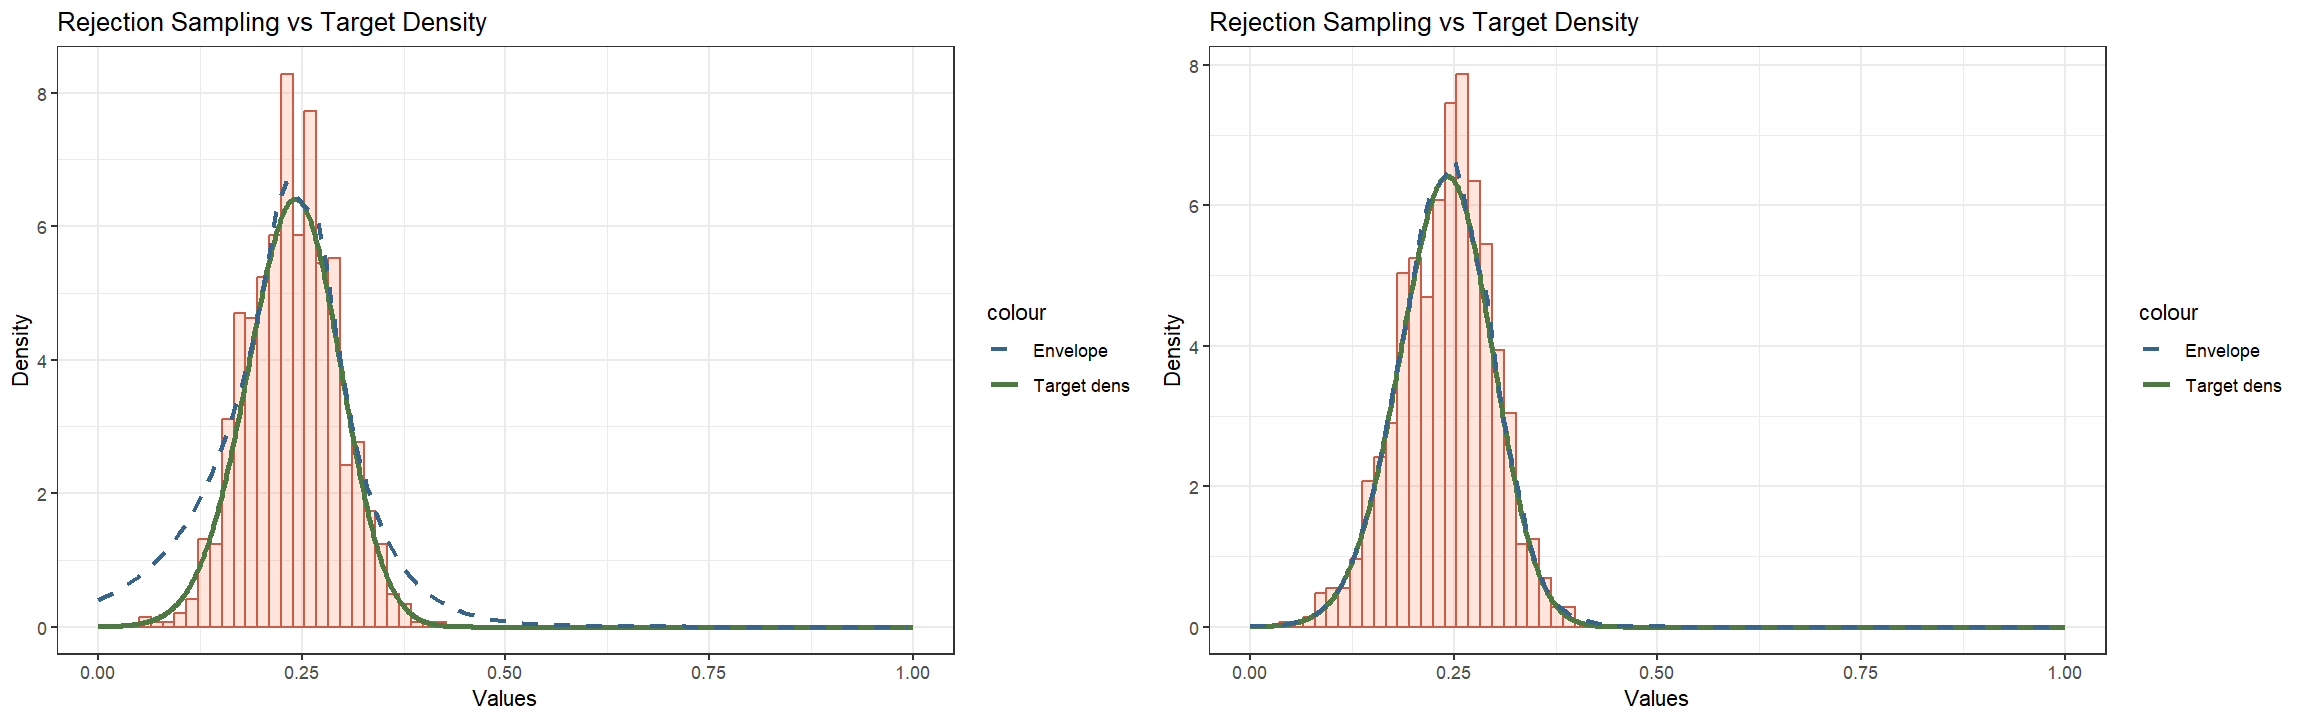 Rejection Sampling vs Target Density
8
6
4
2
0
Density
0.00 0.25 0.50 0.75 1.00
Values
colour
Envelope
Target dens
Rejection Sampling vs Target Density
8
6
4
2
0
Density
0.00 0.25 0.50 0.75 1.00
Values
colour
Envelope
Target dens